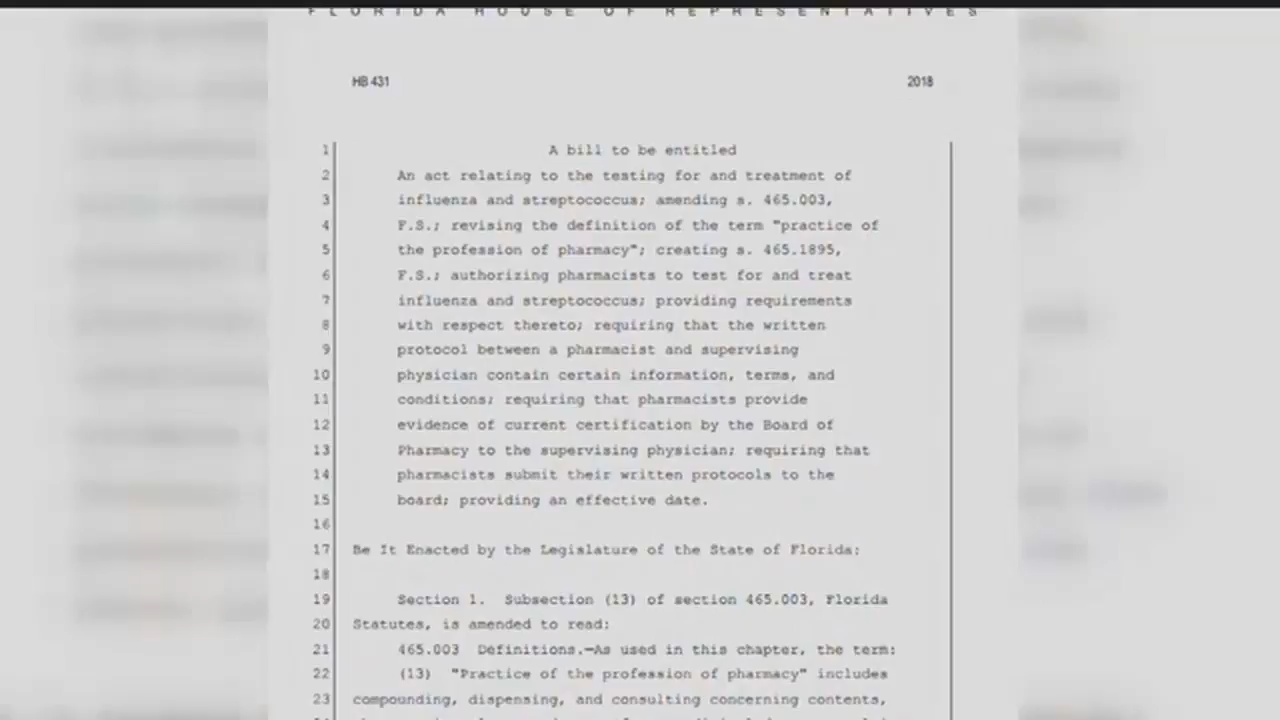 FLORIDA HOUSE OF REPRESENTATIVES
HB 431 2018
1 A bill to be entitled
2 An act relating to the testing for and treatment of
3 influenza and streptococcus; amending s. 465.003,
4 F.S.; revising the definition of the term "practice of
5 the profession of pharmacy"; creating s. 465.1895,
6 F.S.; authorizing pharmacists to test for and treat
7 influenza and streptococcus; providing requirements
8 with respect thereto; requiring that the written
9 protocol between a pharmacist and supervising
10 physician contain certain information, terms, and
11 conditions; requiring that pharmacists provide
12 evidence of current certification by the Board of
13 Pharmacy to the supervising physician; requiring that
14 pharmacists submit their written protocols to the
15 board; providing an effective date.
16
17 Be It Enacted by the Legislature of the State of Florida:
18
19 Section 1. Subsection (13) of section 465.003, Florida
20 Statutes, is amended to read:
21 465.003 Definitions.—As used in this chapter, the term:
22 (13) "Practice of the profession of pharmacy" includes
23 compounding, dispensing, and consulting concerning contents,